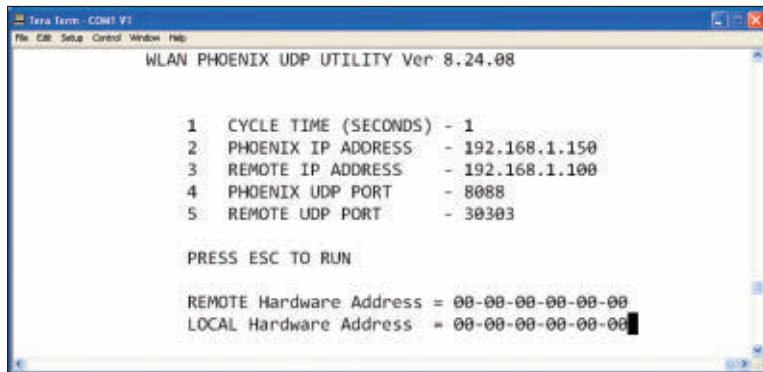 Tera Term - COM1 VT
File Edit Setup Control Window Help
WLAN PHOENIX UDP UTILITY Ver 8.24.08
1 CYCLE TIME (SECONDS) - 1
2 PHOENIX IP ADDRESS - 192.168.1.150
3 REMOTE IP ADDRESS - 192.168.1.100
4 PHOENIX UDP PORT - 8088
5 REMOTE UDP PORT - 30303
PRESS ESC TO RUN
REMOTE Hardware Address = 00-00-00-00-00-00
LOCAL Hardware Address = 00-00-00-00-00-00